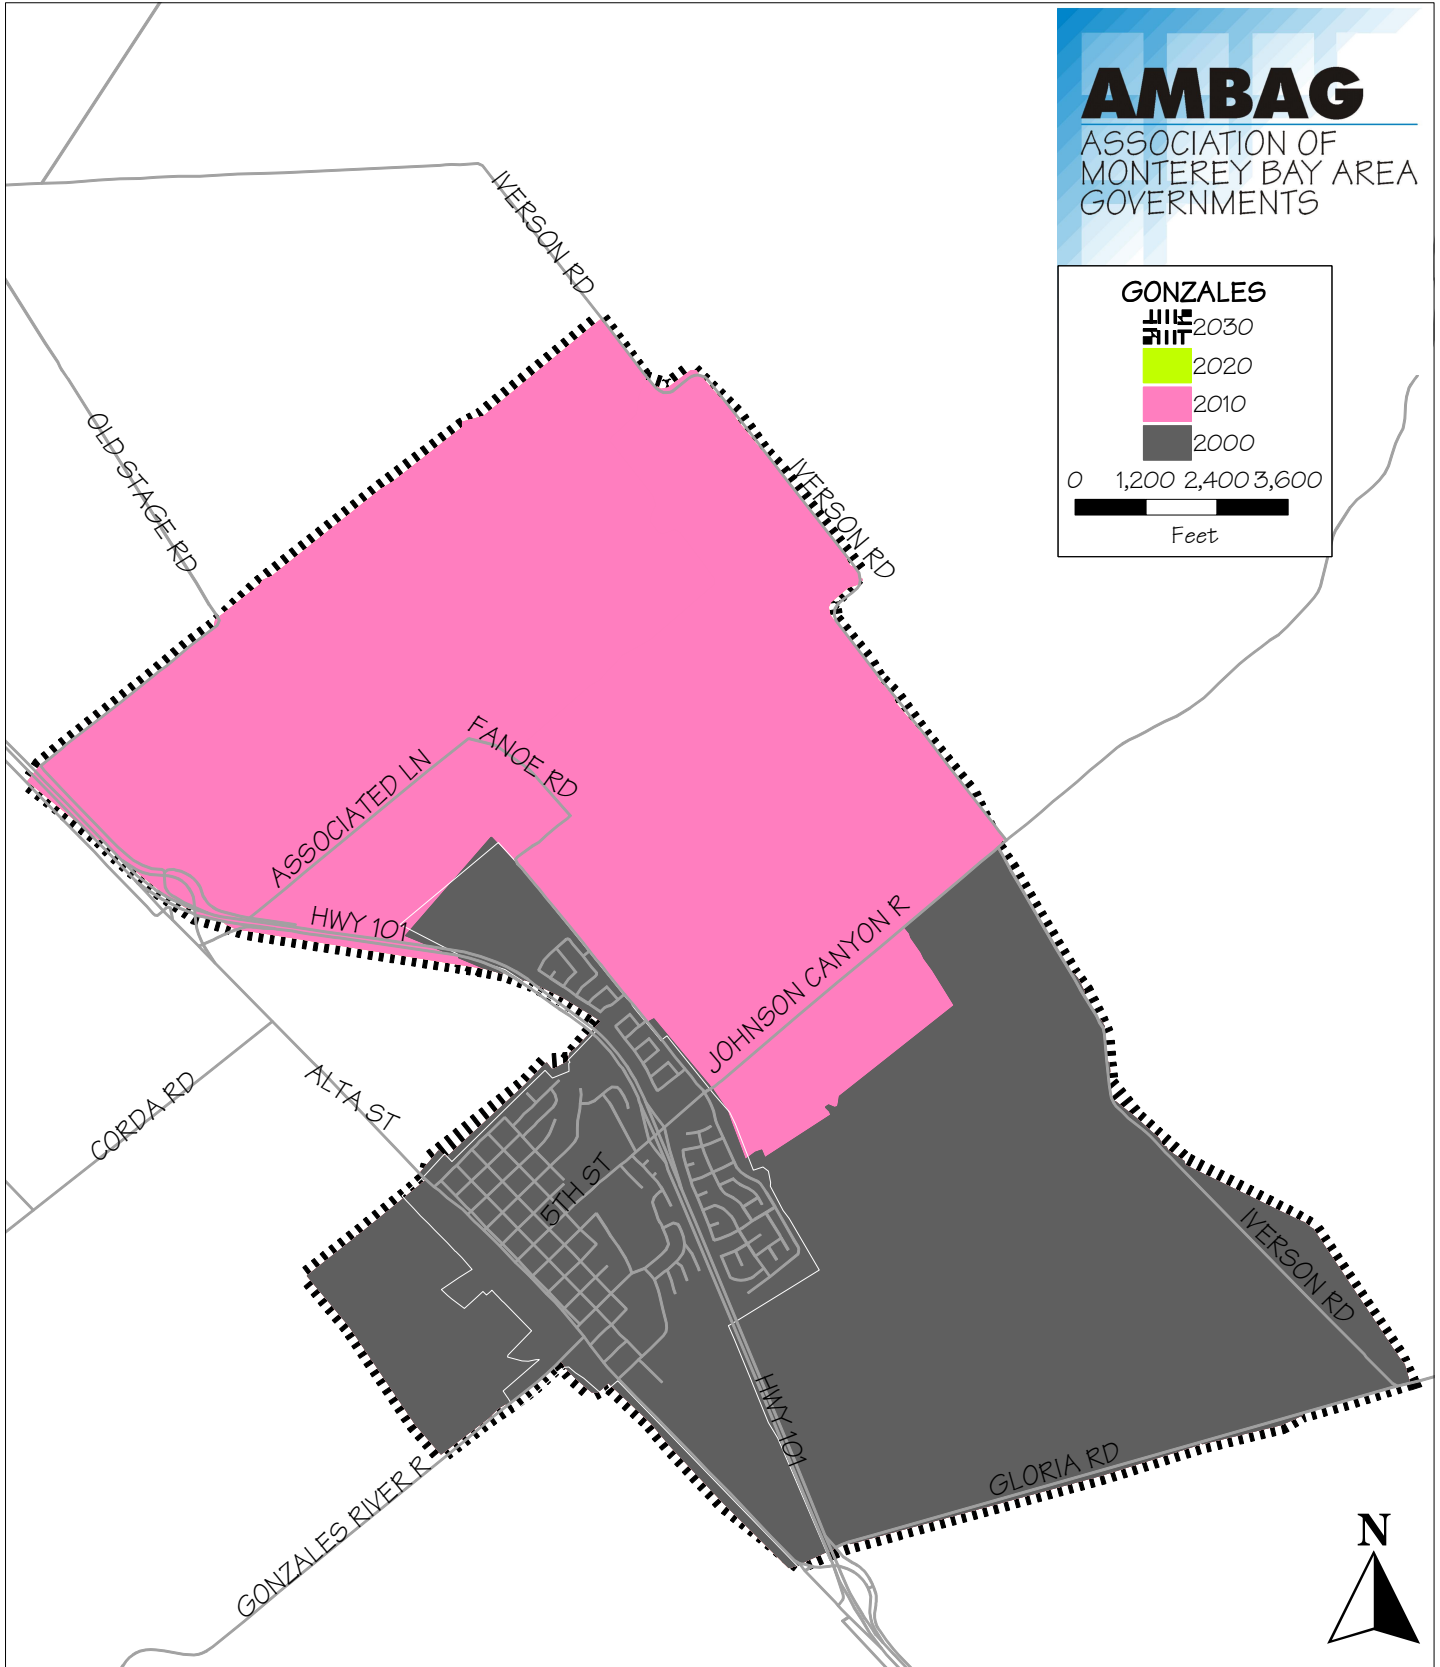 AMBAG
ASSOCIATION OF
MONTEREY BAY AREA
GOVERNMENTS
GONZALES
2030
2020
2010
2000
0 1,200 2,400 3,600
Feet
IVERSON RD
OLD STAGE RD
IVERSON RD
FANOE RD
ASSOCIATED LN
HWY 101
JOHNSON CANYON R
ALTA ST
CORDA RD
5TH ST
IVERSON RD
HWY 101
GLORIA RD
GONZALES RIVER R
N